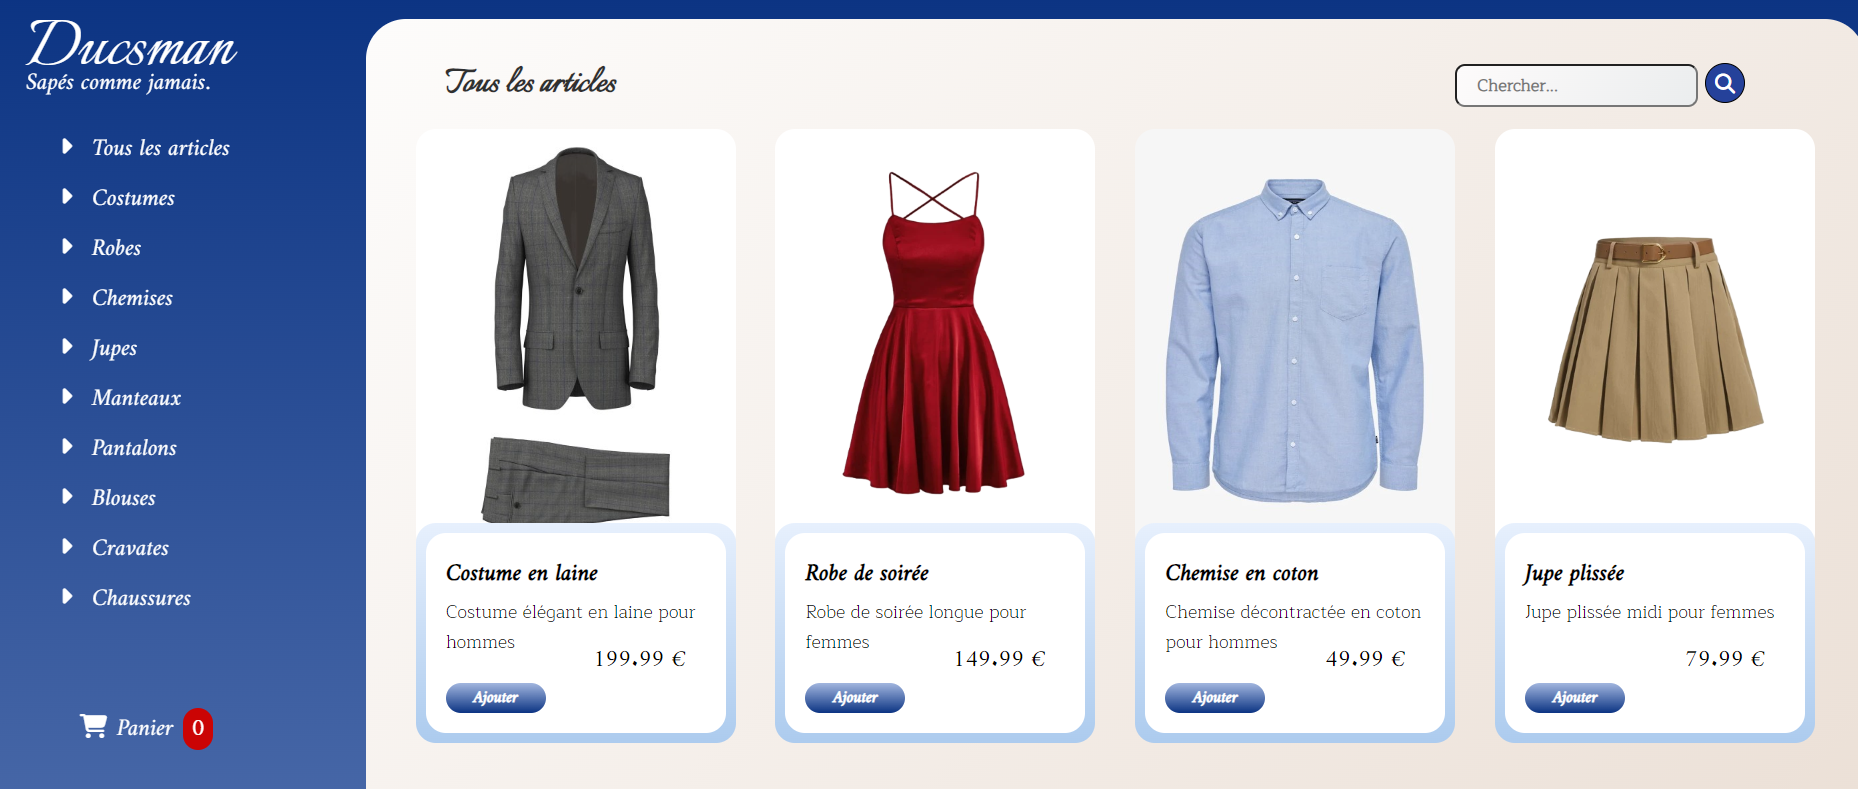 Ducsman
Sapés comme jamais.
Tous les articles
Costumes
Robes
Chemises
Jupes
Manteaux
Pantalons
Blouses
Cravates
Chaussures
Panier 0
Tous les articles
Chercher...
Costume en laine
Costume élégant en laine pour
hommes
199.99 €
Ajouter
Robe de soirée
Robe de soirée longue pour
femmes
149.99 €
Ajouter
Chemise en coton
Chemise décontractée en coton
pour hommes
49.99 €
Ajouter
Jupe plissée
Jupe plissée midi pour femmes
79.99 €
Ajouter